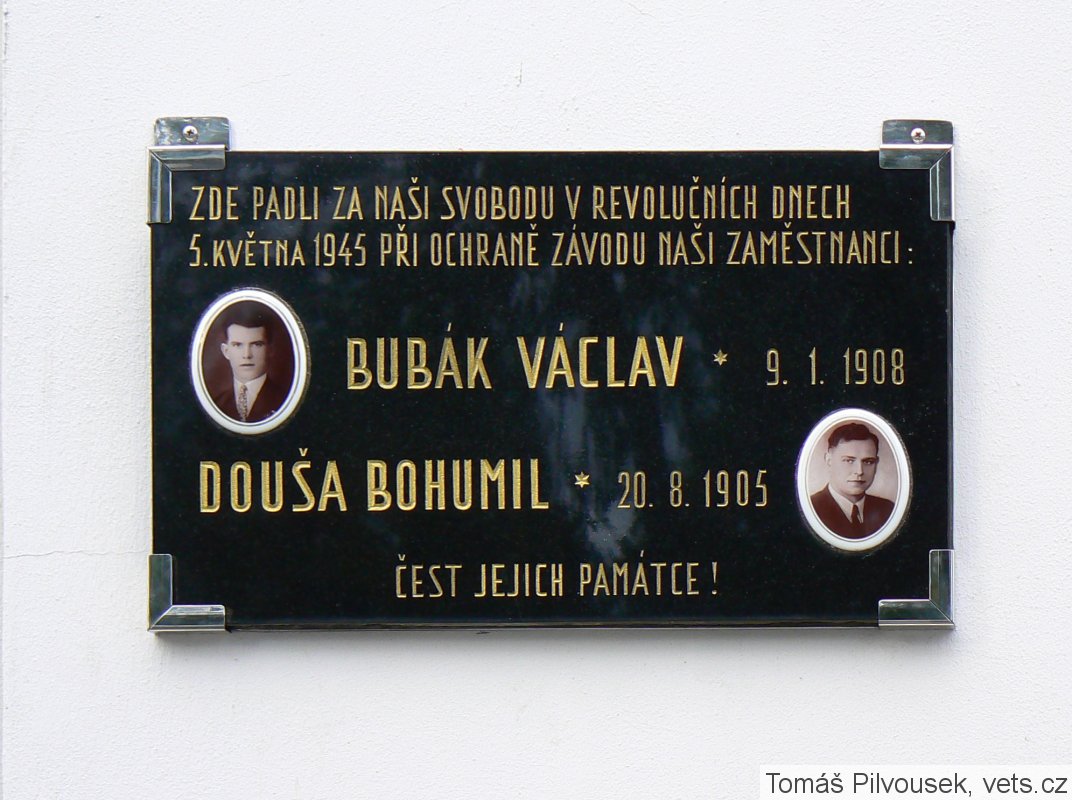 ZDE PADLI ZA NAŠI SVOBODU V REVOLUČNÍCH DNECH
5. KVĚTNA 1945 PŘI OCHRANĚ ZÁVODU NAŠI ZAMĚSTNANCI:
BUBÁK VÁCLAV * 9. 1. 1908
DOUŠA BOHUMIL * 20. 8. 1905
ČEST JEJICH PAMÁTCE!
Tomáš Pilvousek, vets.cz